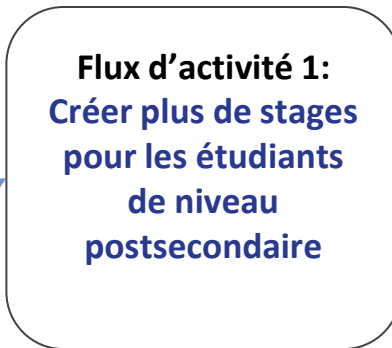 Flux d’activité 1:
Créer plus de stages
pour les étudiants
de niveau
postsecondaire